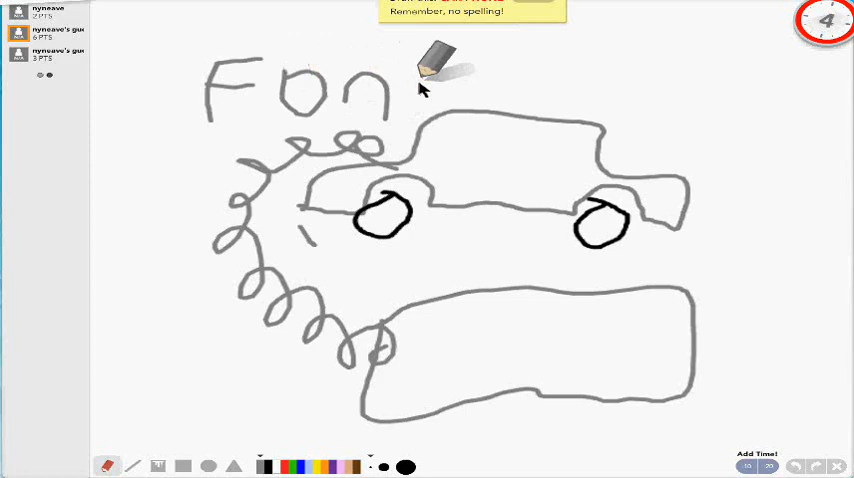 nyneave
2 PTS
nyneave's gue
6 PTS
nyneave's gue
3 PTS
Remember, no spelling!
4
Fon
Add Time!
-10 -20